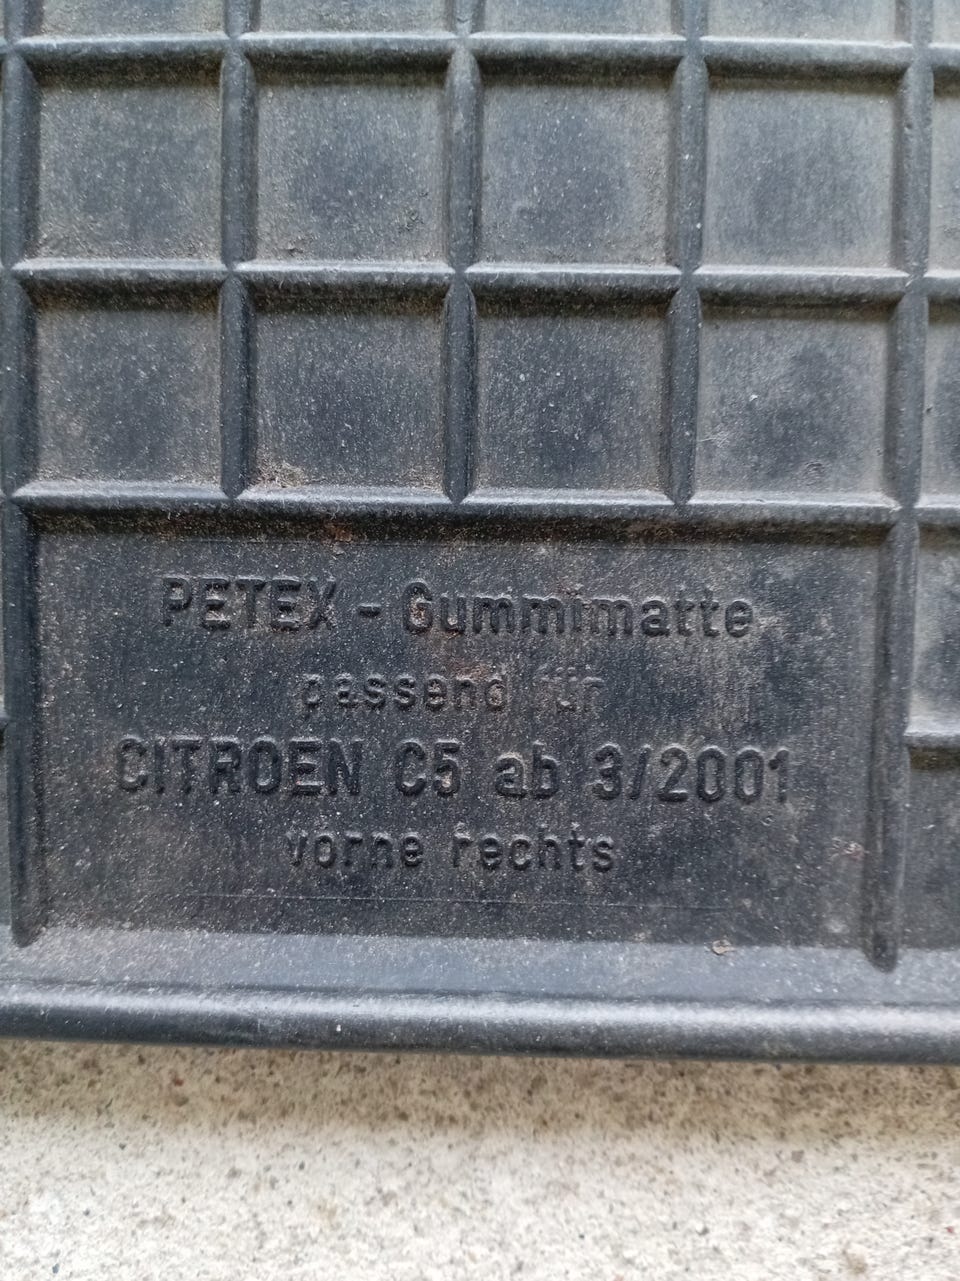 PETEX - Gummimatte
passend für
CITROEN C5 ab 3/2001
vorne rechts